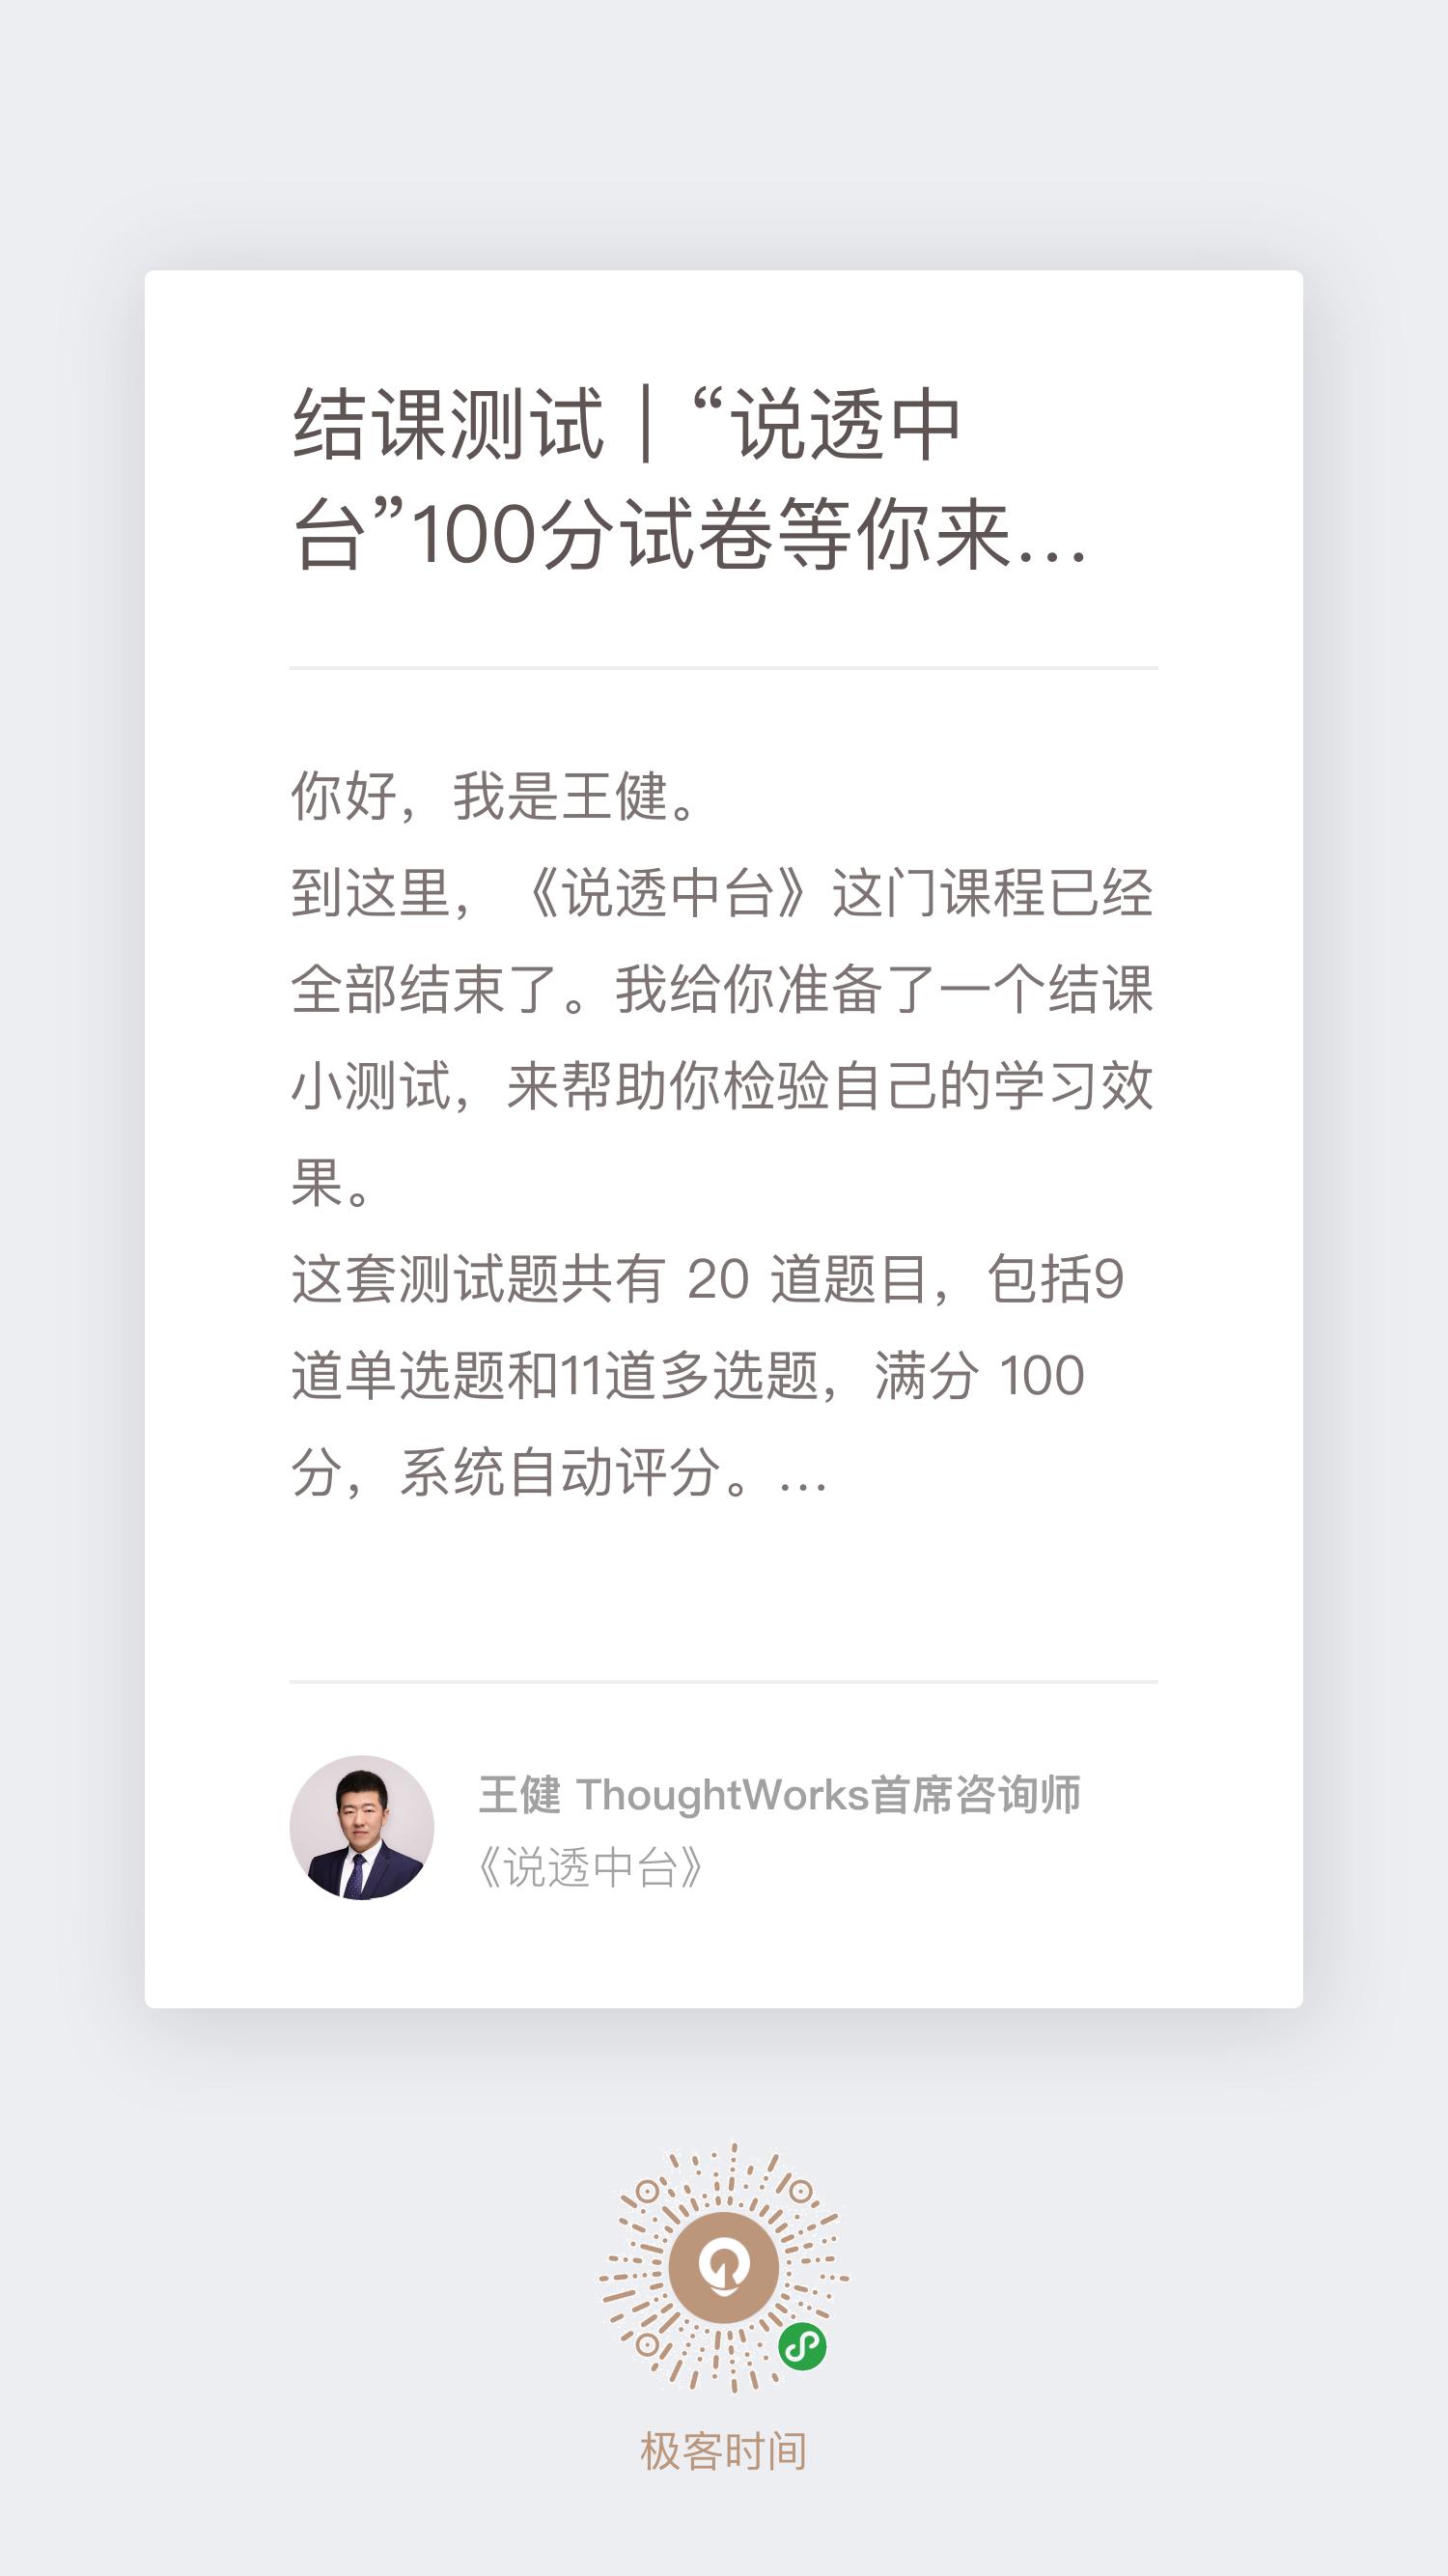 结课测试｜“说透中
台”100分试卷等你来...
你好，我是王健。
到这里，《说透中台》这门课程已经
全部结束了。我给你准备了一个结课
小测试，来帮助你检验自己的学习效
果。
这套测试题共有 20 道题目，包括9
道单选题和11道多选题，满分 100
分，系统自动评分。...
王健 ThoughtWorks首席咨询师
《说透中台》
极客时间